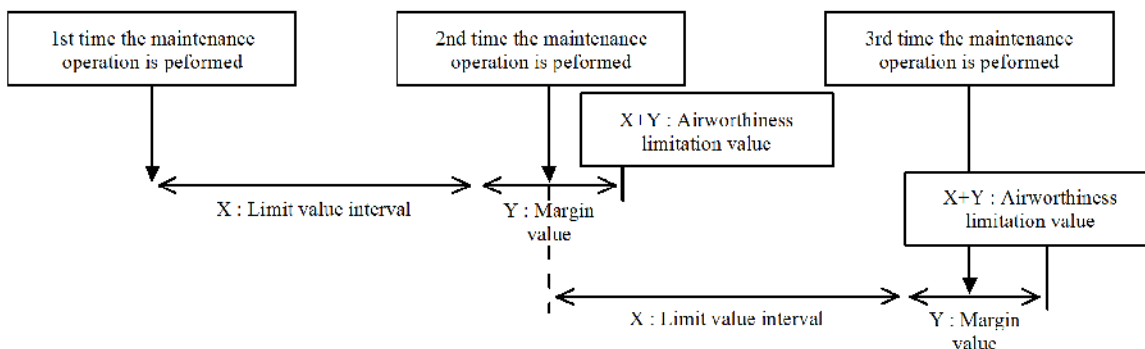 1st time the maintenance
operation is peformed
2nd time the maintenance
operation is peformed
3rd time the maintenance
operation is peformed
X+Y : Airworthiness
limitation value
X+Y : Airworthiness
limitation value
X : Limit value interval
Y : Margin
value
X : Limit value interval
Y : Margin
value